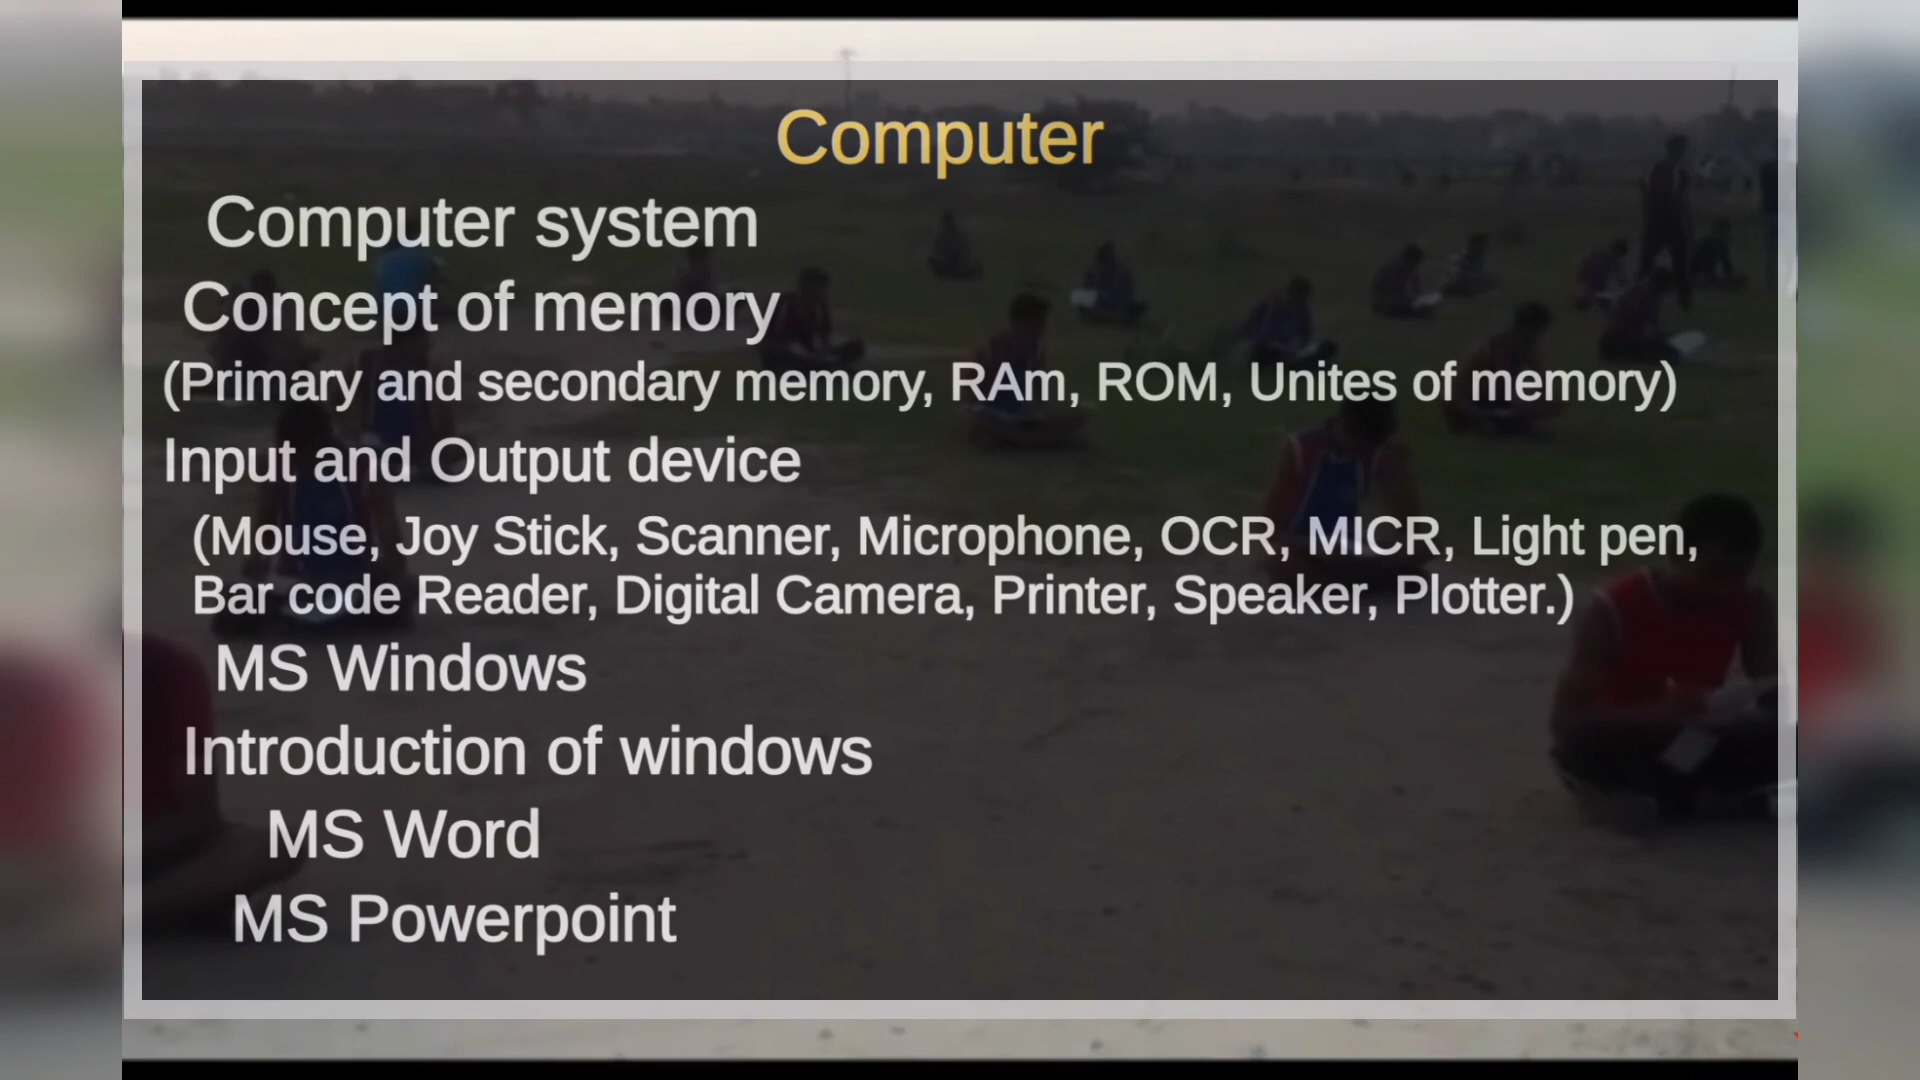 Computer
Computer system
Concept of memory
(Primary and secondary memory, RAm, ROM, Unites of memory)
Input and Output device
(Mouse, Joy Stick, Scanner, Microphone, OCR, MICR, Light pen,
Bar code Reader, Digital Camera, Printer, Speaker, Plotter.)
MS Windows
Introduction of windows
MS Word
MS Powerpoint